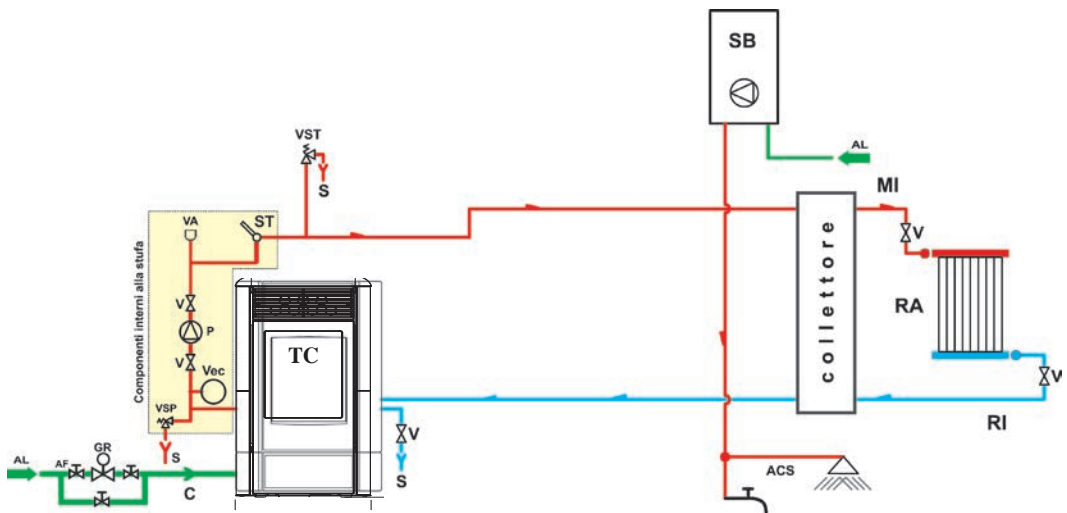 SB
AL
VST
S
MI
V
VA
ST
Componenti interni alla stufa
V
P
V
Vec
VSP
S
TC
collettore
RA
V
RI
V
S
AL
AF
GR
C
ACS